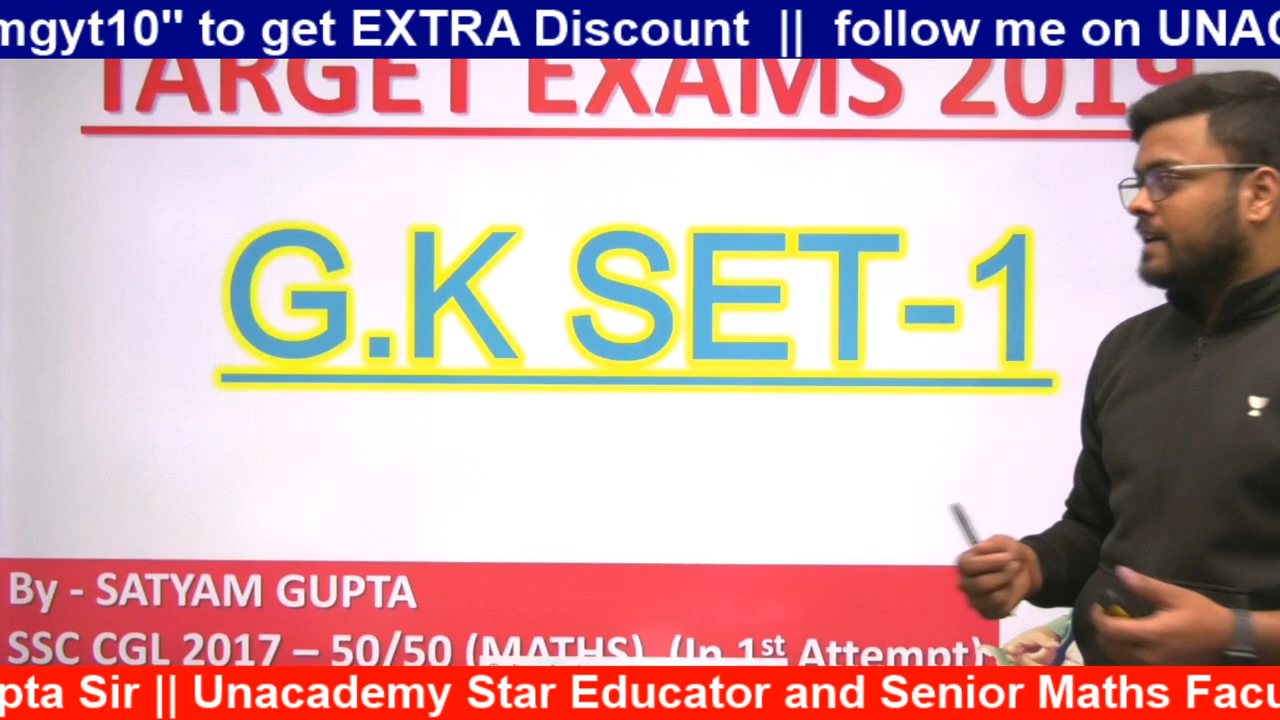 mgyt10" to get EXTRA Discount || follow me on UNAC
TARGET EXAMS 2019
G.K SET-1
By - SATYAM GUPTA
SSC CGL 2017 – 50/50 (MATHS) (In 1st Attempt)
pta Sir || Unacademy Star Educator and Senior Maths Facu